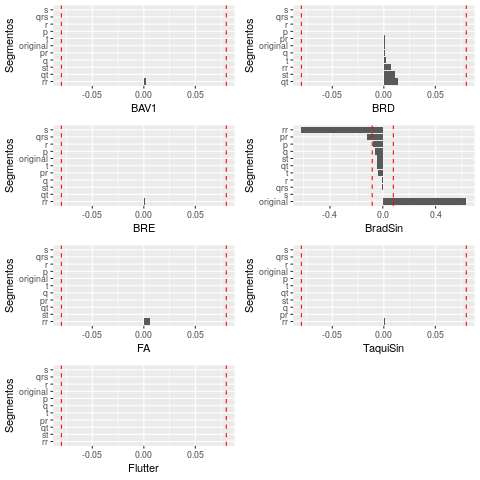 Segmentos
s
qrs
original
pr
q
st
qt
rr
-0.05 0.00 0.05
BAV1
Segmentos
s
qrs
original
q
t
rr
st
qt
-0.05 0.00 0.05
BRD
Segmentos
s
qrs
r
p
original
t
pr
q
st
qt
rr
-0.05 0.00 0.05
BRE
Segmentos
rr
pr
r
p
q
st
qt
t
r
qrs
s
original
-0.4 0.0 0.4
BradSin
Segmentos
s
qrs
r
original
p
t
q
qt
st
pr
rr
-0.05 0.00 0.05
FA
Segmentos
s
qrs
r
original
p
t
qt
q
st
pr
rr
-0.05 0.00 0.05
TaquiSin
Segmentos
s
qrs
r
original
p
q
t
pr
qt
st
rr
-0.05 0.00 0.05
Flutter